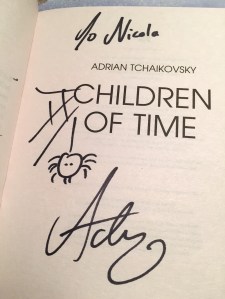 To Nicola
ADRIAN TCHAIKOVSKY
CHILDREN
OF TIME